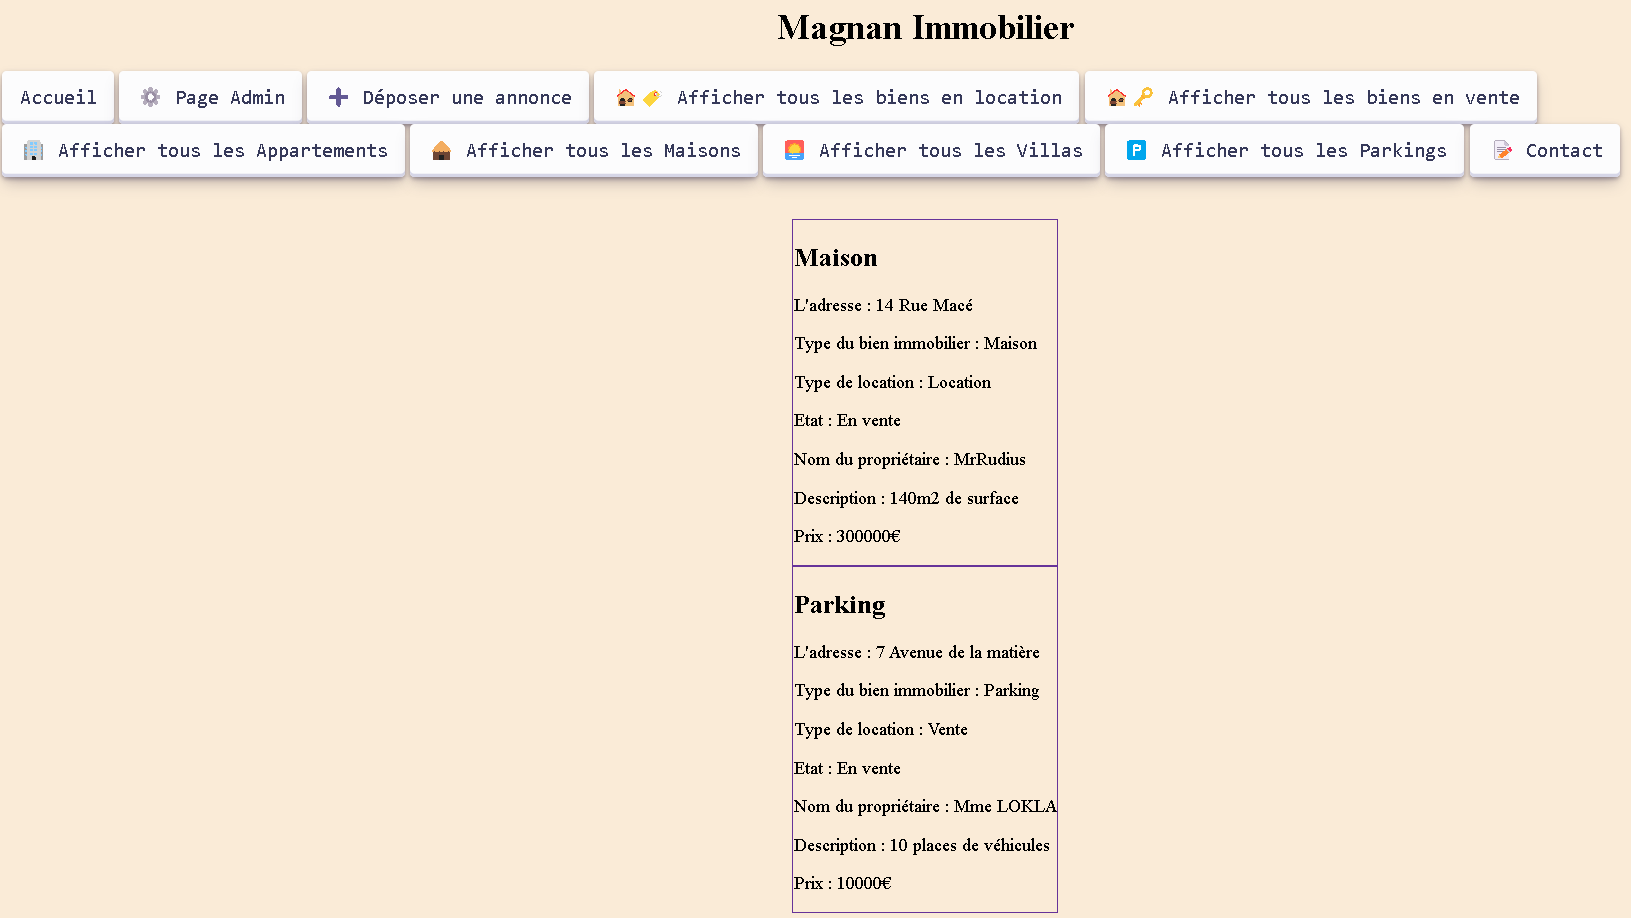 Magnan Immobilier
Accueil
Page Admin
Déposer une annonce
Afficher tous les biens en location
Afficher tous les biens en vente
Afficher tous les Appartements
Afficher tous les Maisons
Afficher tous les Villas
P Afficher tous les Parkings
Contact
Maison
L'adresse : 14 Rue Macé
Type du bien immobilier : Maison
Type de location : Location
Etat : En vente
Nom du propriétaire : MrRudius
Description : 140m2 de surface
Prix : 300000€
Parking
L'adresse : 7 Avenue de la matière
Type du bien immobilier : Parking
Type de location : Vente
Etat : En vente
Nom du propriétaire : Mme LOKLA
Description : 10 places de véhicules
Prix : 10000€